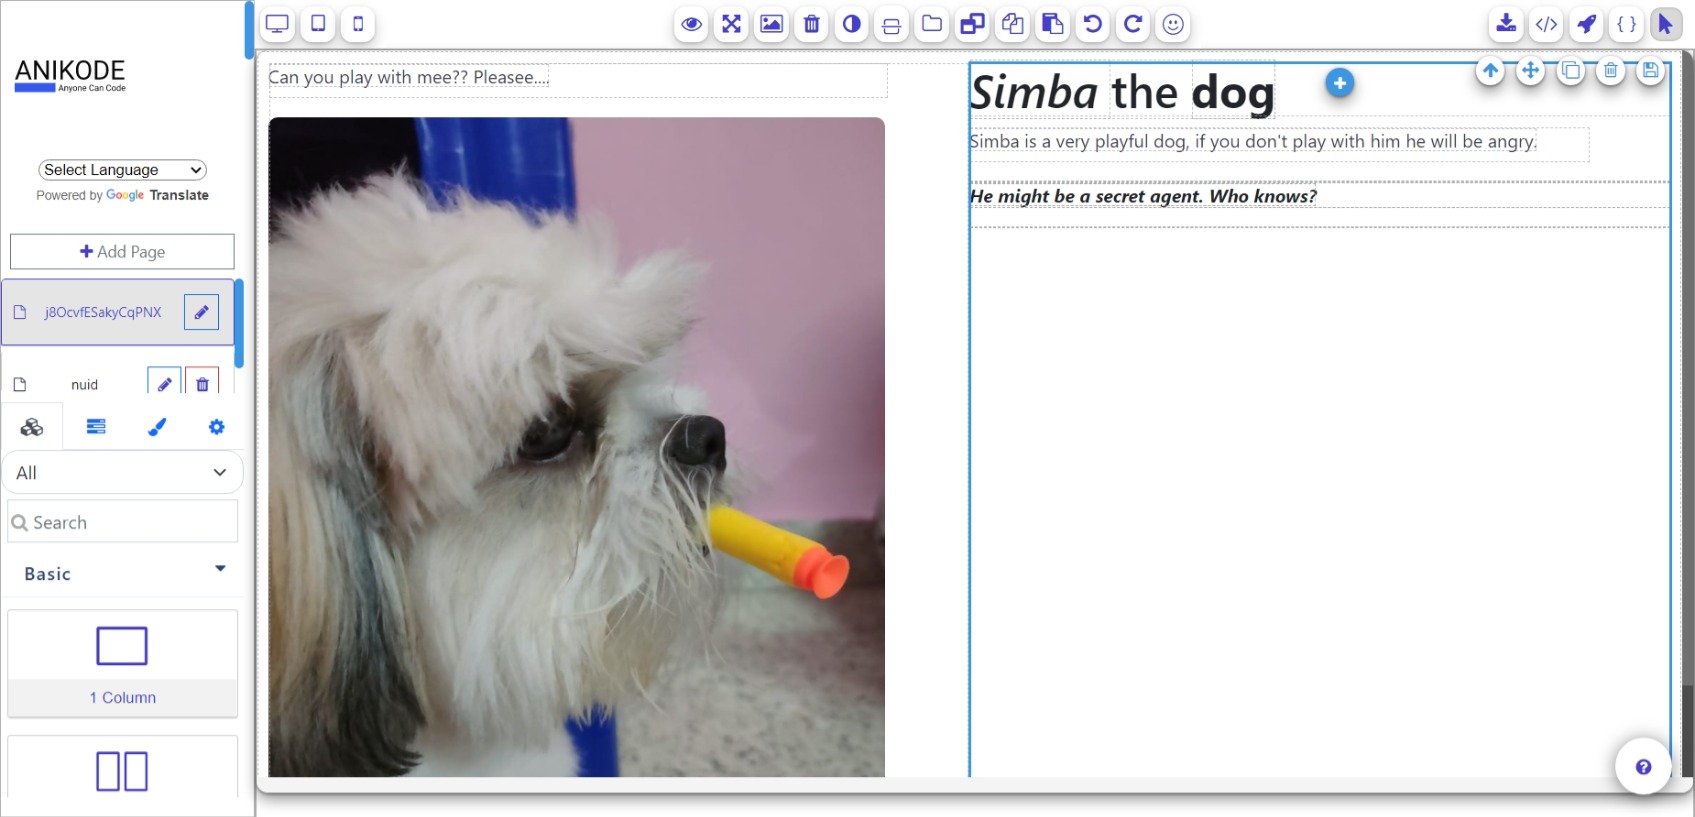 ANIKODE
Anyone Can Code
Select Language
Powered by Google Translate
Add Page
j8OcvfESakyCqPNX
nuid
All
Search
Basic
1 Column
Can you play with mee?? Pleasee....
Simba the dog
Simba is a very playful dog, if you don't play with him he will be angry.
He might be a secret agent. Who knows?